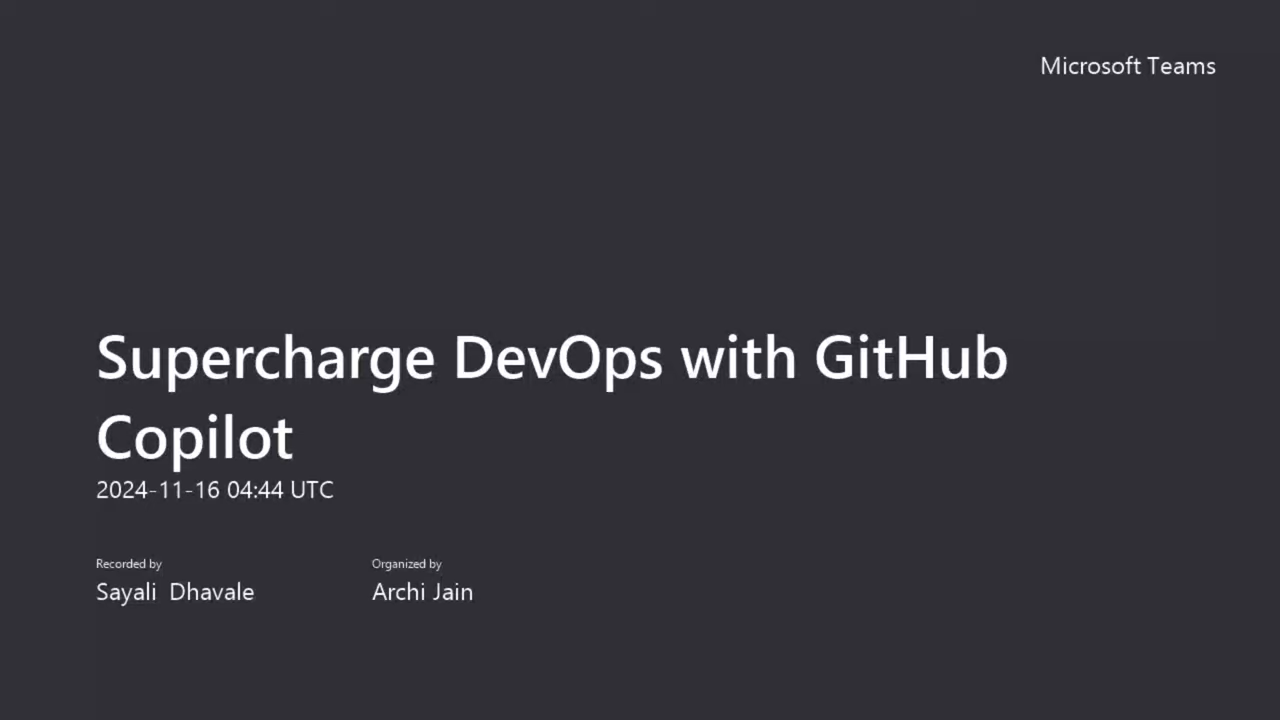 Microsoft Teams
Supercharge DevOps with GitHub
Copilot
2024-11-16 04:44 UTC
Recorded by
Sayali  Dhavale
Organized by
Archi Jain